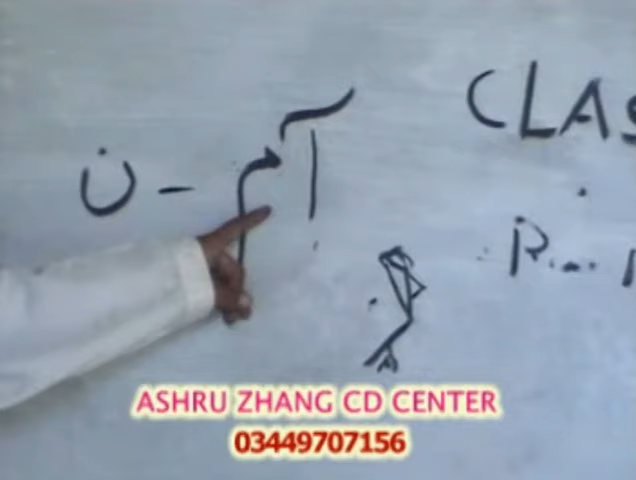 CLAS
آم - ن
ASHRU ZHANG CD CENTER
03449707156